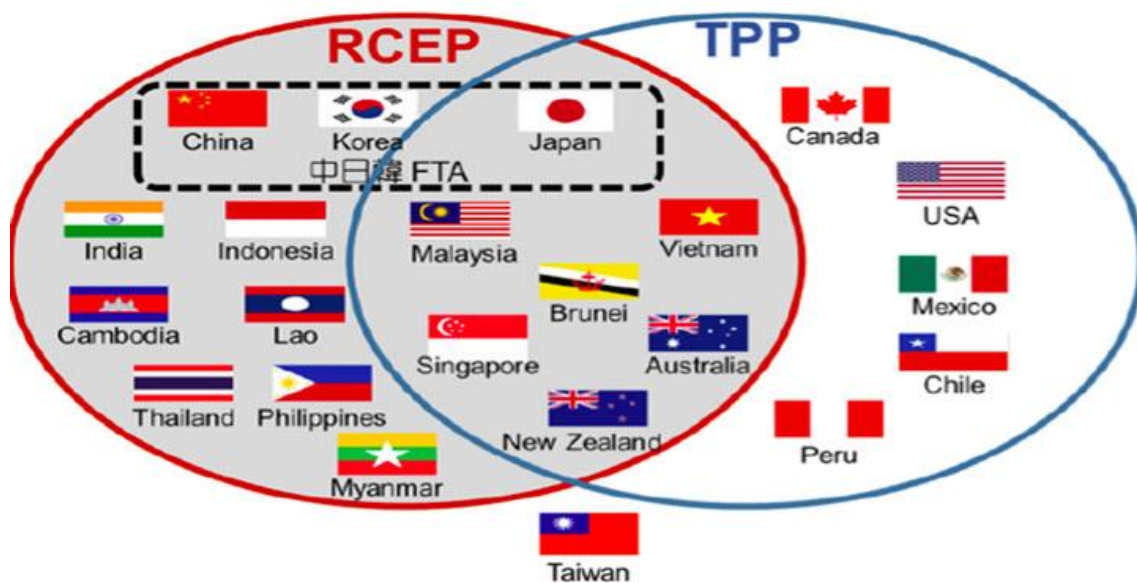 RCEP TPP
China Korea Japan Canada
中日韓 FTA
USA
India Indonesia Malaysia Vietnam
Mexico
Cambodia Lao Brunei
Singapore Australia
Chile
Thailand Philippines New Zealand
Peru
Myanmar
Taiwan